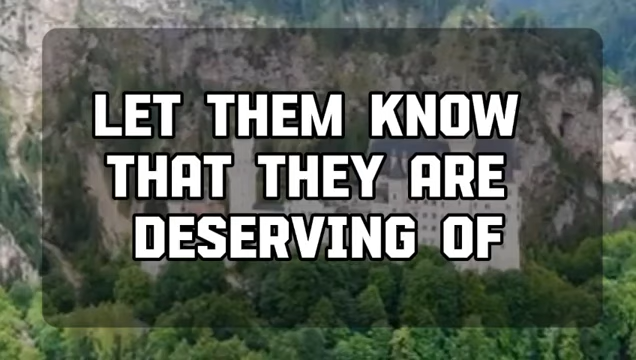 LET THEM KNOW
THAT THEY ARE
DESERVING OF